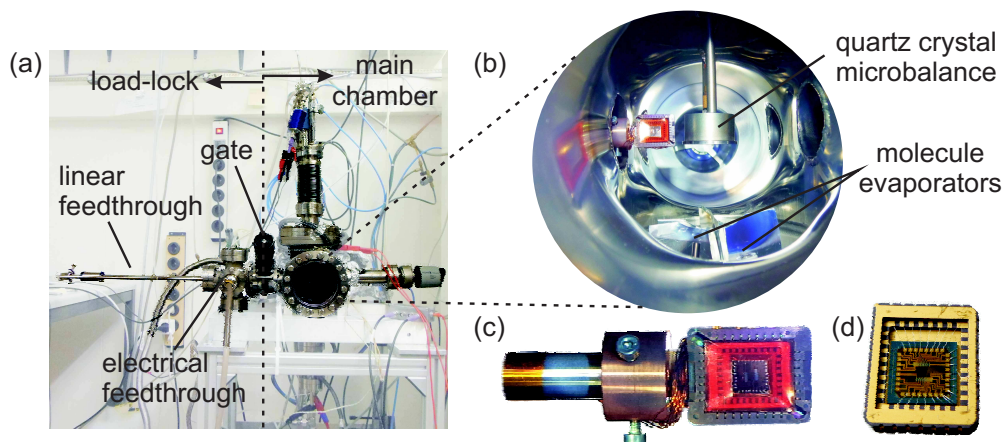 (a)
load-lock
main
chamber
gate
linear
feedthrough
electrical
feedthrough
(b)
quartz crystal
microbalance
molecule
evaporators
(c)
(d)